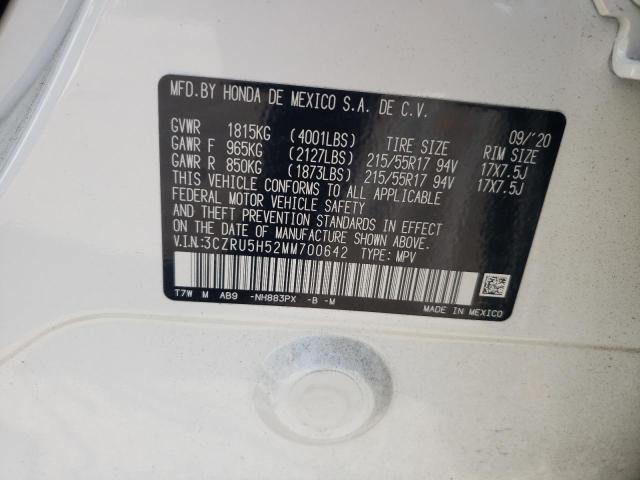 MFD.BY HONDA DE MEXICO S.A. DE C.V.
09/'20
GVWR 1815KG (4001LBS) TIRE SIZE RIM SIZE
GAWR F 965KG (2127LBS) 215/55R17 94V 17X7.5J
GAWR R 850KG (1873LBS) 215/55R17 94V 17X7.5J
THIS VEHICLE CONFORMS TO ALL APPLICABLE
FEDERAL MOTOR VEHICLE SAFETY
AND THEFT PREVENTION STANDARDS IN EFFECT
ON THE DATE OF MANUFACTURE SHOWN ABOVE.
V.I.N.:3CZRU5H52MM700642 TYPE: MPV
T7W M AB9 -NH883PX -B -M
MADE IN MEXICO